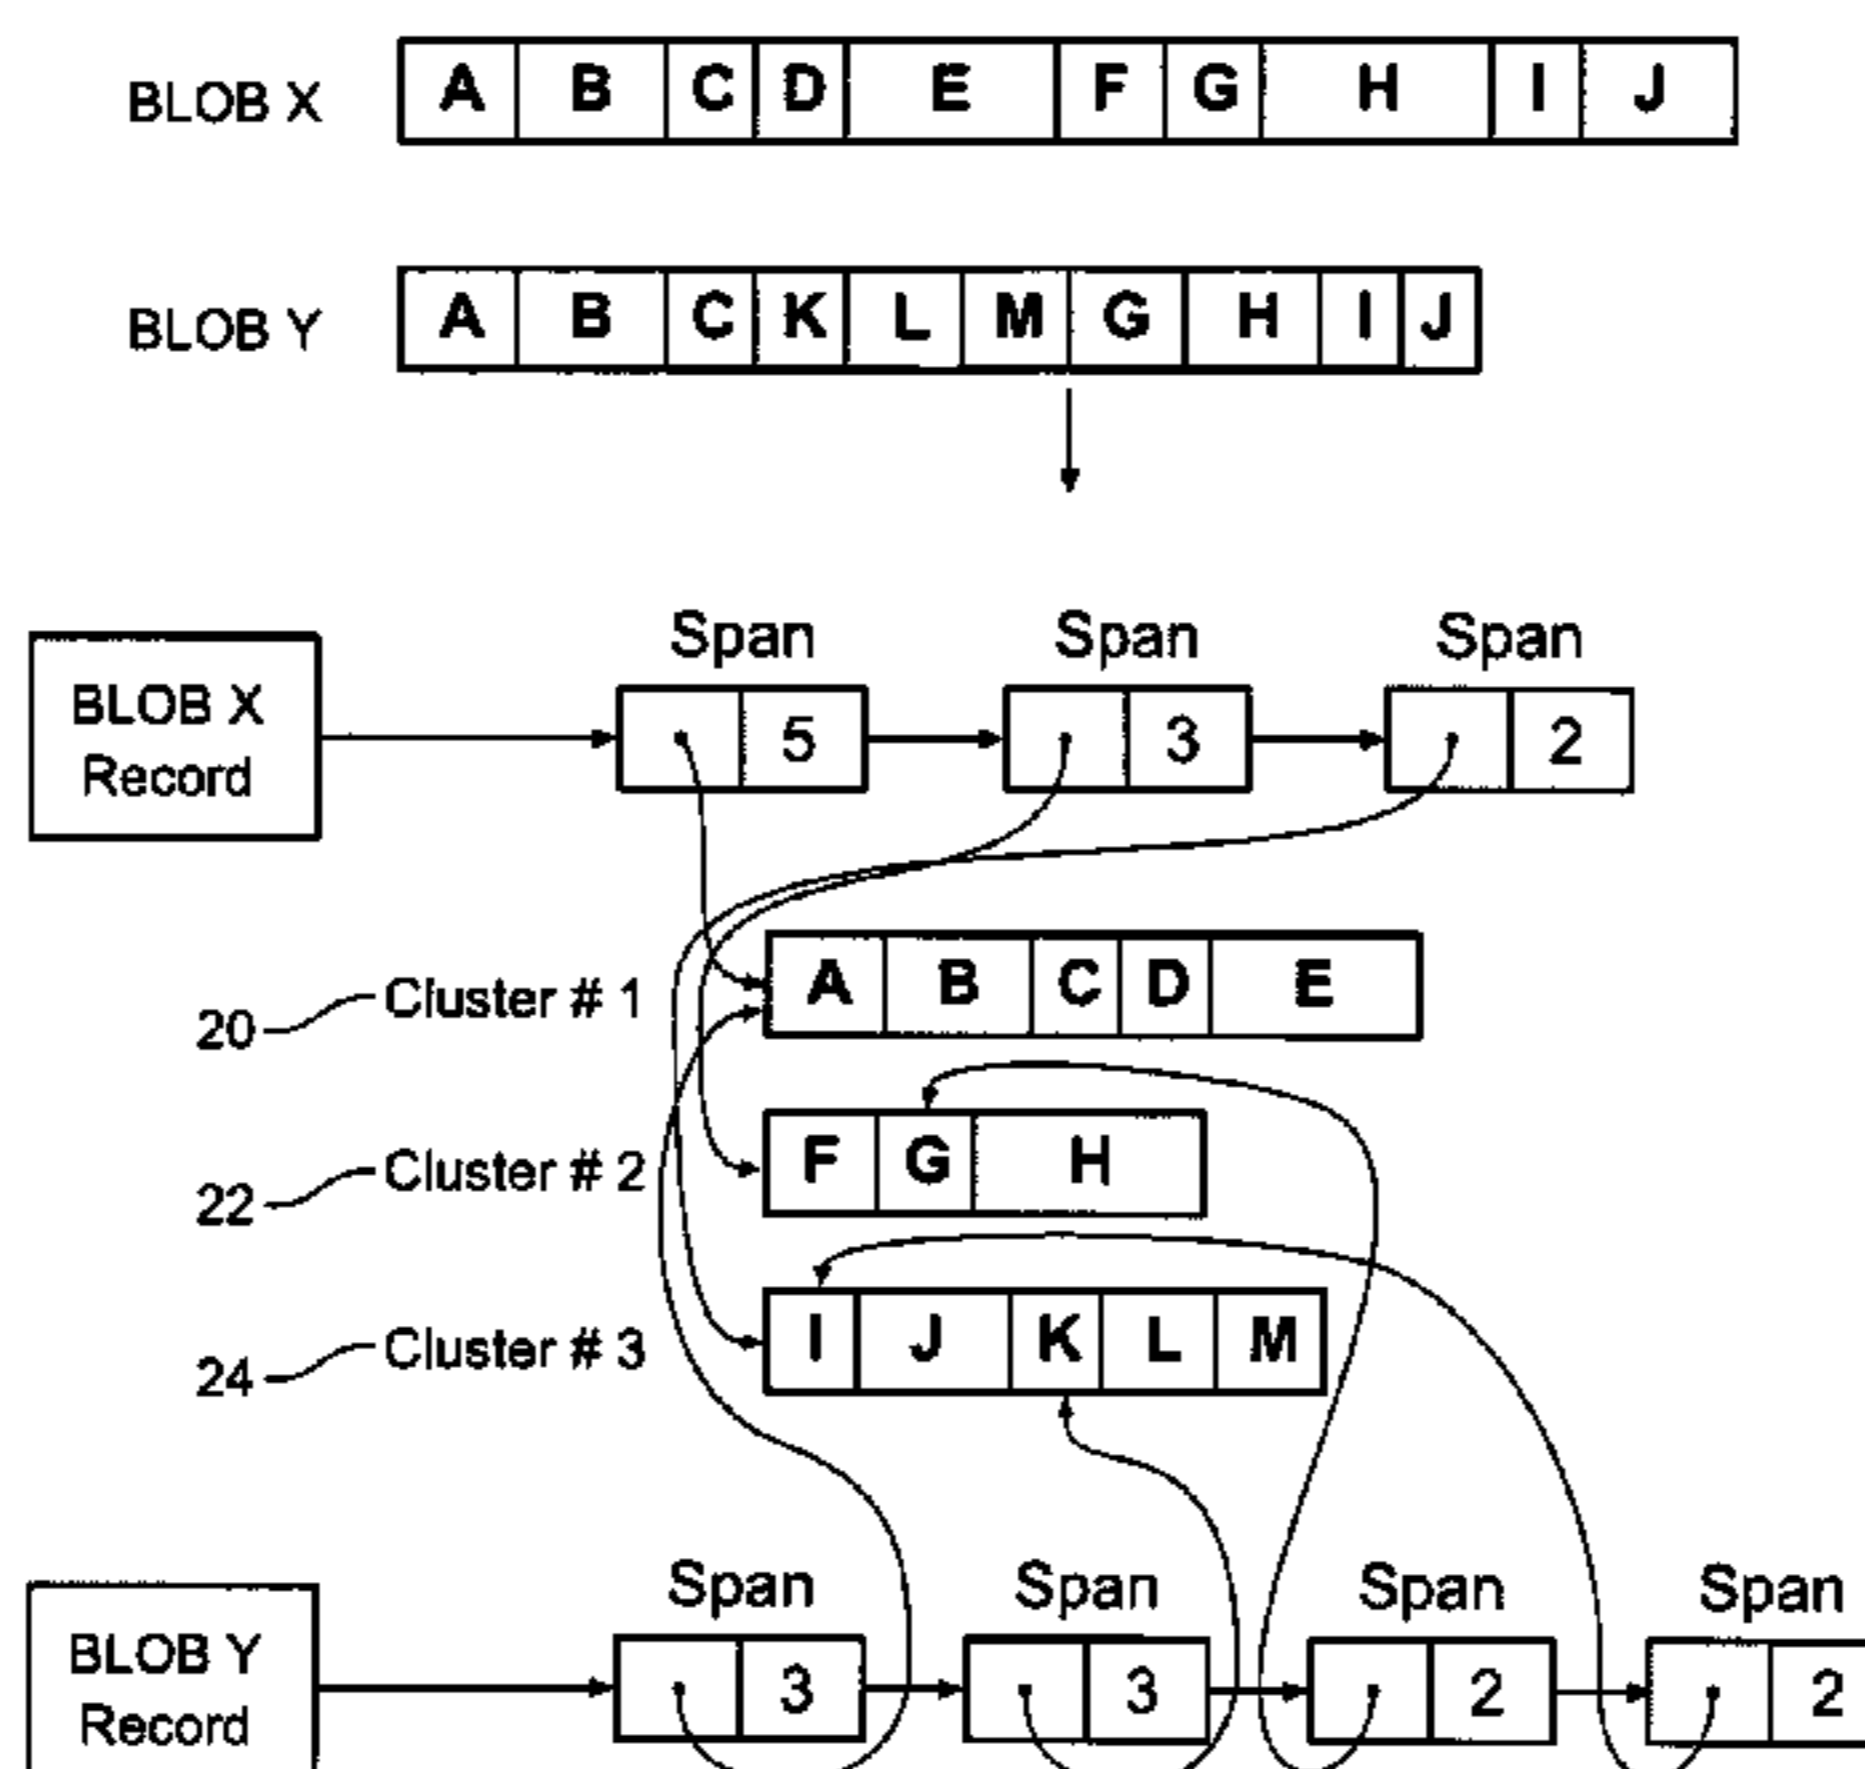 BLOB X A B C D E F G H I J
BLOB Y A B C K L M G H I J
Span Span Span
BLOB X
Record
5 3 2
20 Cluster # 1 A B C D E
22 Cluster # 2 F G H
24 Cluster # 3 I J K L M
Span Span Span Span
BLOB Y
Record
3 3 2 2